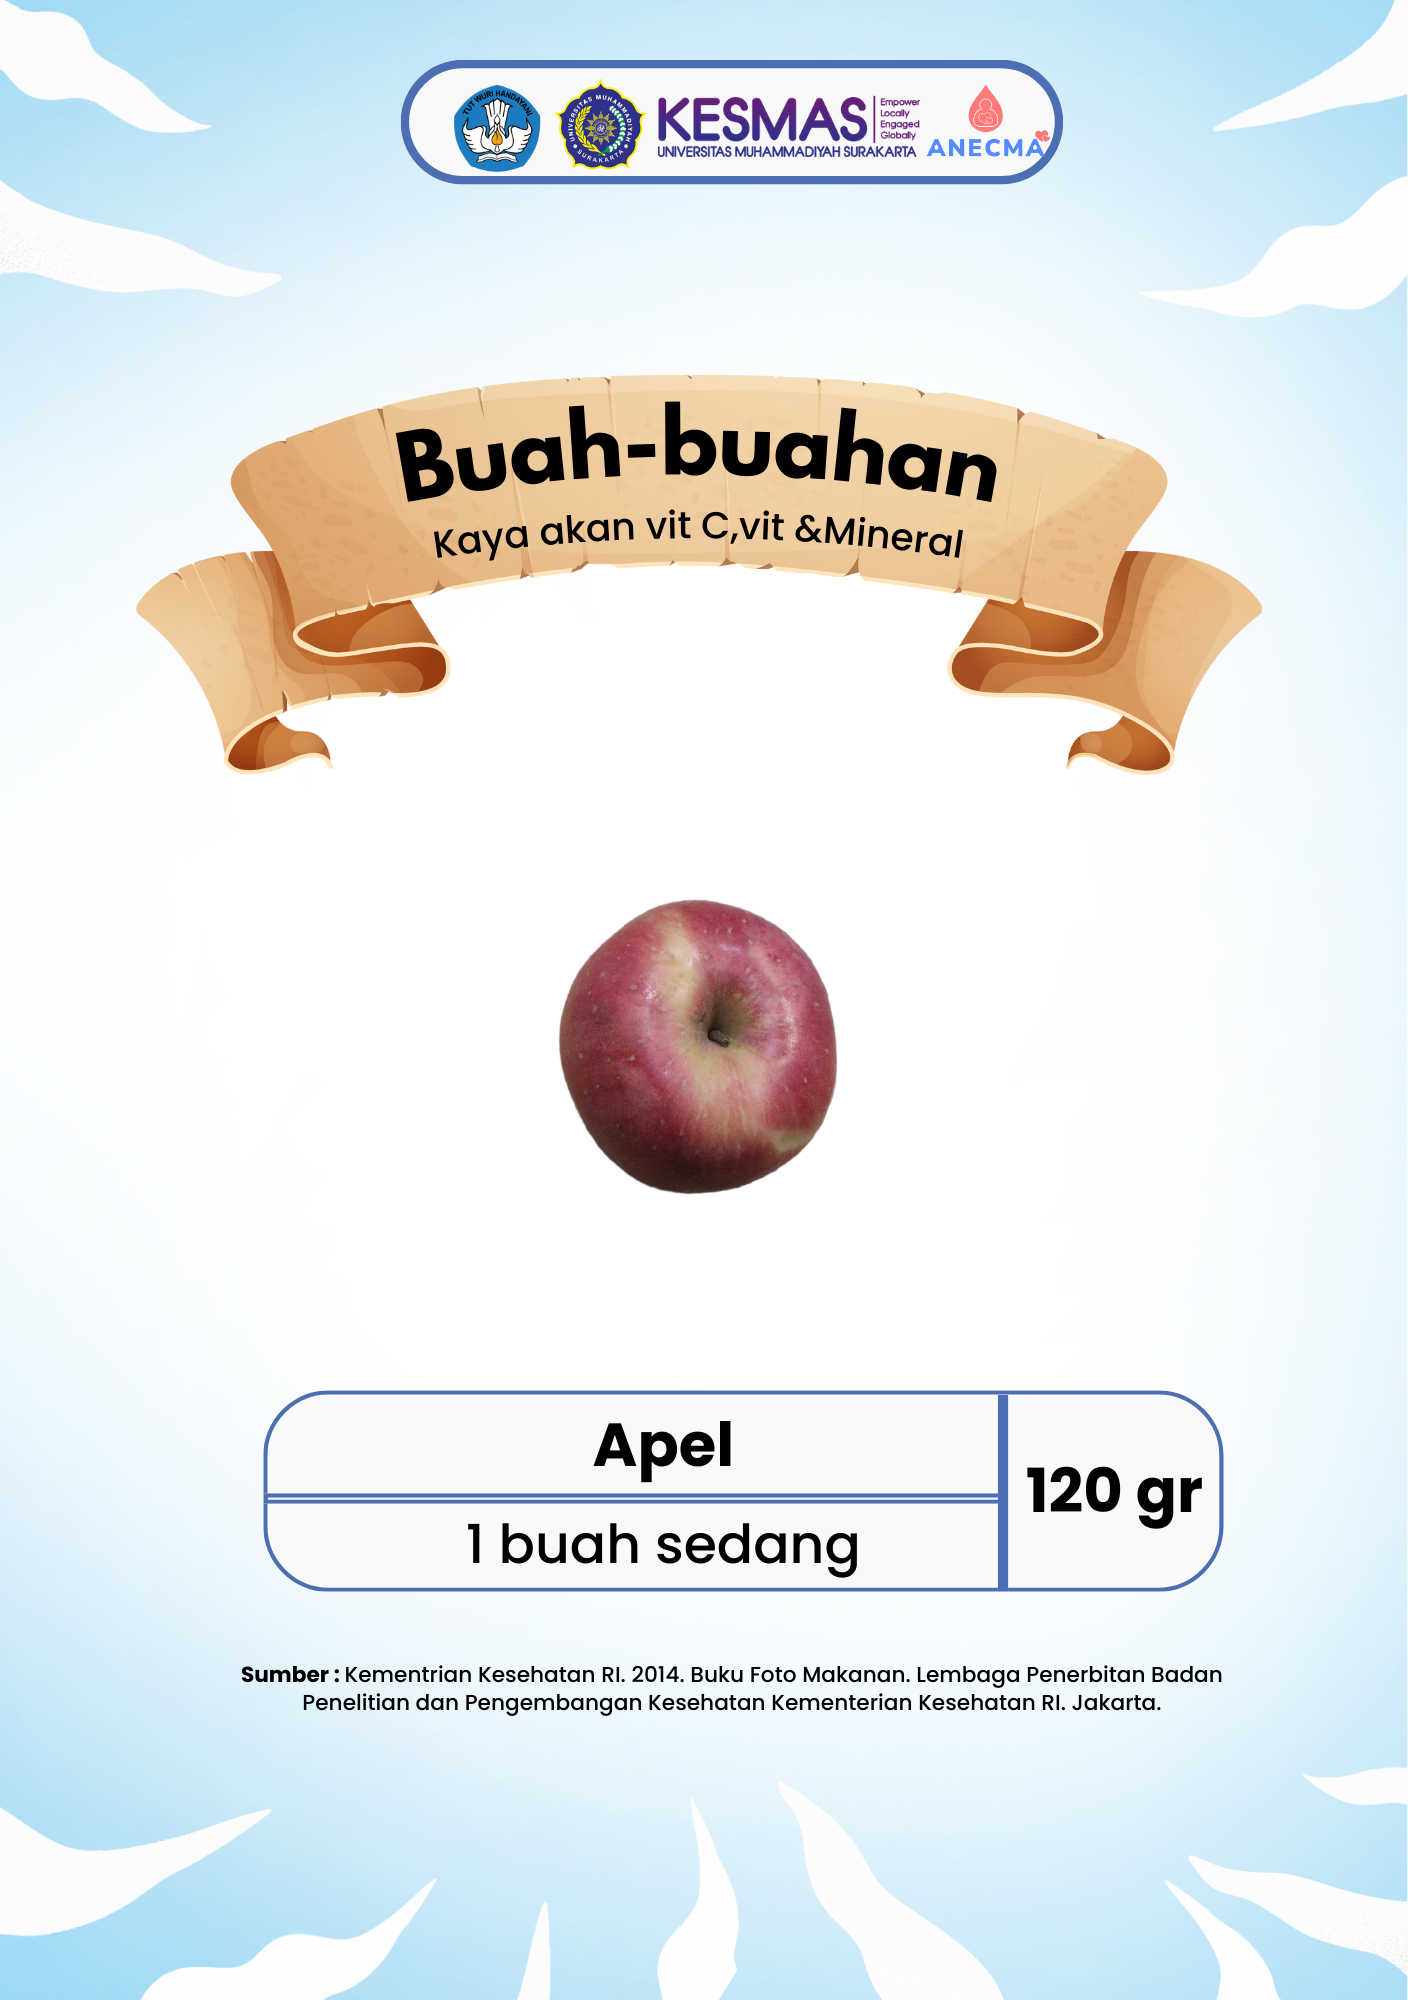 TUT WURI HANDAYANI
UNIVERSITAS MUHAMMADIYAH
SURAKARTA
KESMAS
Empower
Locally
Engaged
Globally
UNIVERSITAS MUHAMMADIYAH SURAKARTA
ANECMA
Buah-buahan
Kaya akan vit C,vit &Mineral
Apel
120 gr
1 buah sedang
Sumber : Kementrian Kesehatan RI. 2014. Buku Foto Makanan. Lembaga Penerbitan Badan
Penelitian dan Pengembangan Kesehatan Kementerian Kesehatan RI. Jakarta.